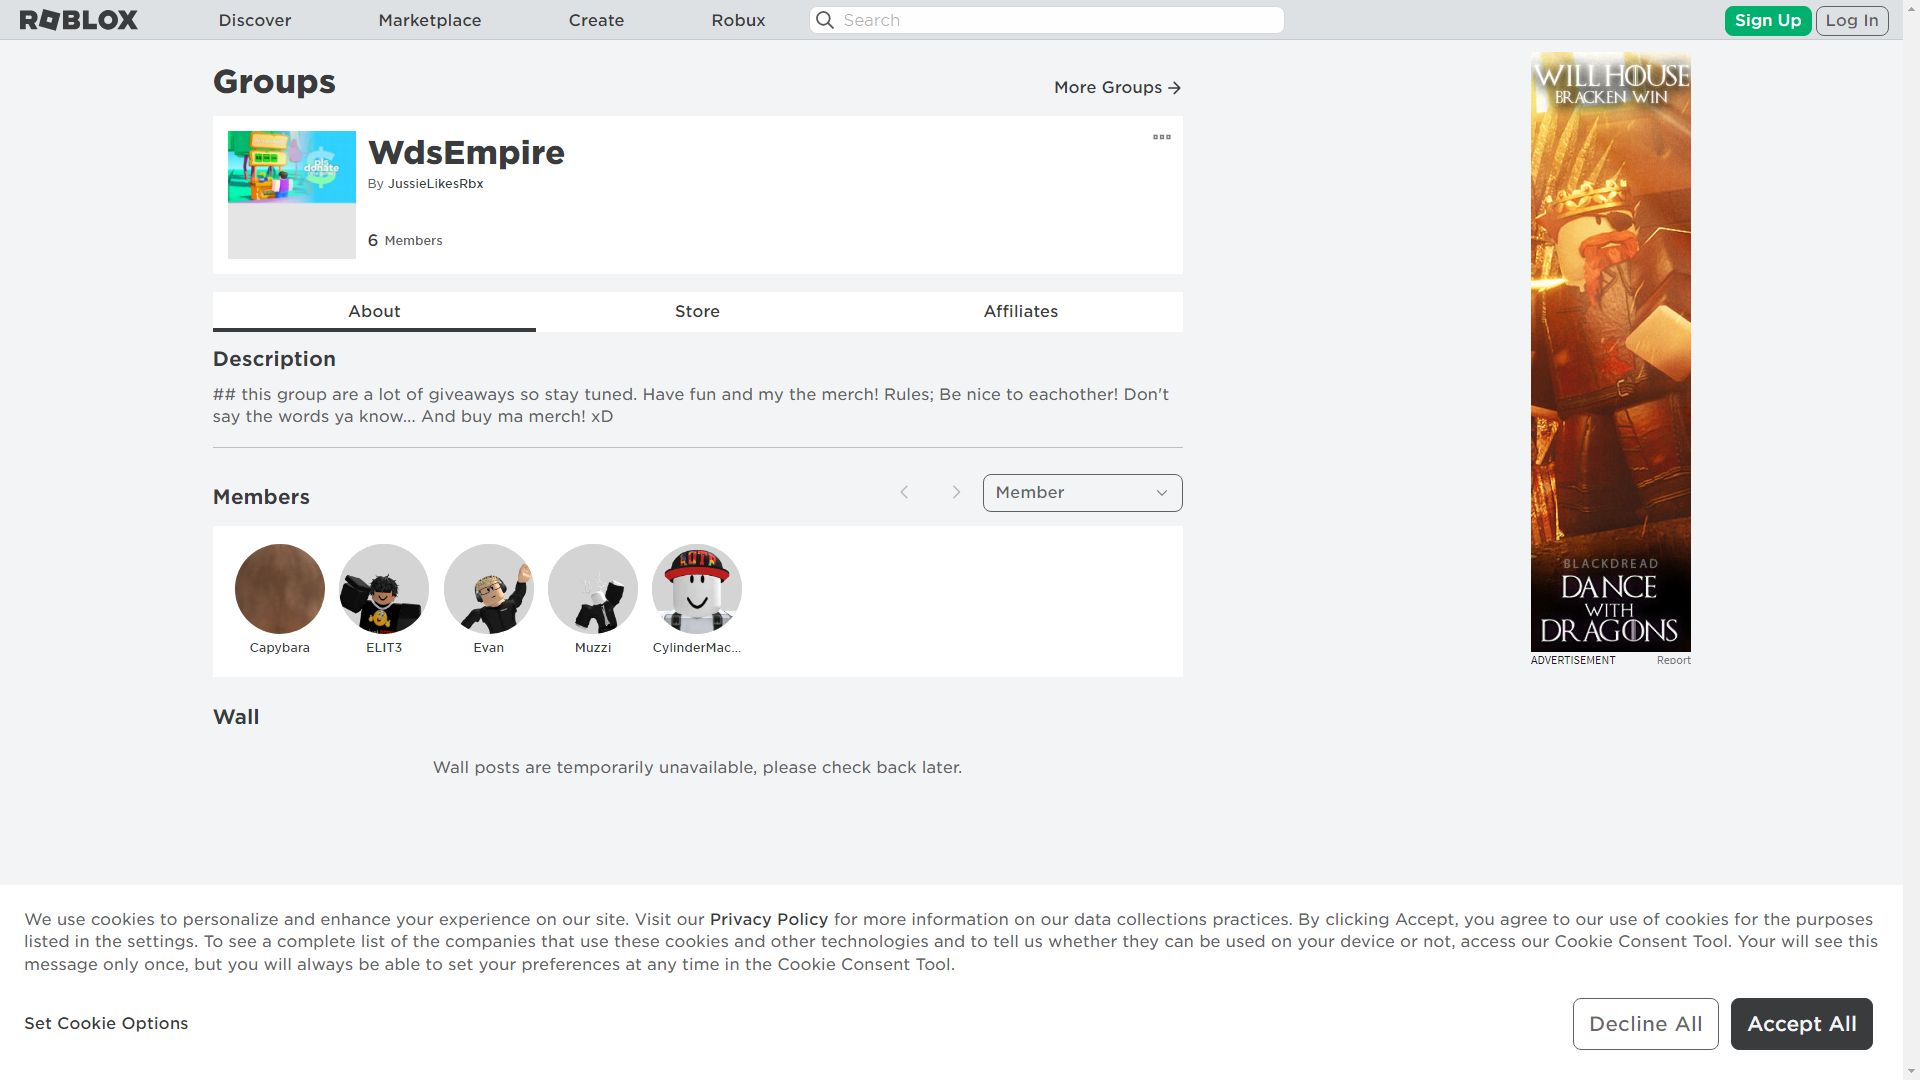 ROBLOX
Discover
Marketplace
Create
Robux
Search
Sign Up
Log In
Groups
More Groups
WdsEmpire
By JussieLikesRbx
pls
donate
6 Members
About
Store
Affiliates
Description
## this group are a lot of giveaways so stay tuned. Have fun and my the merch! Rules; Be nice to eachother! Don't
say the words ya know... And buy ma merch! xD
Members
Member
Capybara
ELIT3
Evan
Muzzi
CylinderMac...
Wall
Wall posts are temporarily unavailable, please check back later.
WILL HOUSE
BRACKEN WIN
BLACKDREAD
DANCE
WITH
DRAGONS
ADVERTISEMENT
Report
We use cookies to personalize and enhance your experience on our site. Visit our Privacy Policy for more information on our data collections practices. By clicking Accept, you agree to our use of cookies for the purposes
listed in the settings. To see a complete list of the companies that use these cookies and other technologies and to tell us whether they can be used on your device or not, access our Cookie Consent Tool. Your will see this
message only once, but you will always be able to set your preferences at any time in the Cookie Consent Tool.
Set Cookie Options
Decline All
Accept All